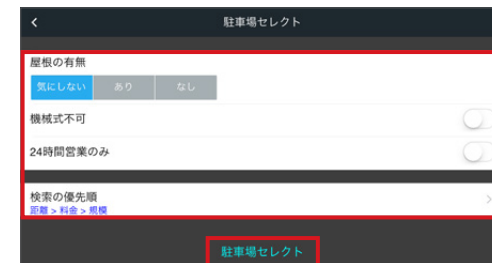 駐車場セレクト
屋根の有無
気にしない あり なし
機械式不可
24時間営業のみ
検索の優先順
距離 > 料金 > 規模
駐車場セレクト